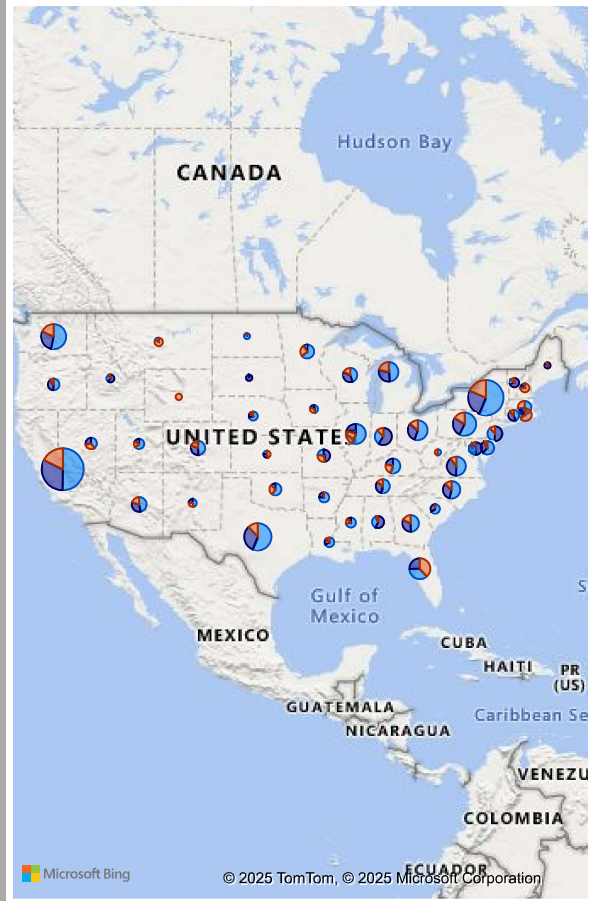 Hudson Bay
CANADA
UNITED STATES
Gulf of
Mexico
MEXICO
CUBA
HAITI
PR
(US)
GUATEMALA
Caribbean Se
NICARAGUA
VENEZU
COLOMBIA
ECUADOR
Microsoft Bing
© 2025 TomTom, © 2025 Microsoft Corporation
S